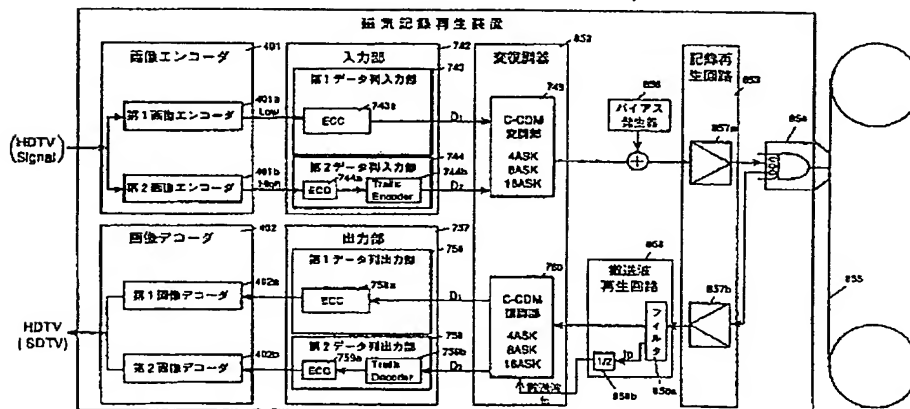 磁気記録再生装置
画像エンコーダ
401
入力部
742
743
第1データ列入力部
変復調器
852
記録再生回路
853
第1画像エンコーダ
401a
Low
ECC
743a
D1
749
C-CDM
変調部
4ASK
8ASK
16ASK
856
バイアス発生器
857a
854
(HDTV Signal)
第2画像エンコーダ
401b
High
第2データ列入力部
744
744a
744b
ECC
Trellis Encoder
D2
画像デコーダ
402
出力部
737
第1データ列出力部
758
760
858
搬送波再生回路
857b
855
第1画像デコーダ
402a
ECC
758a
D1
C-CDM
復調部
4ASK
8ASK
16ASK
フィルタ
858a
1/2
858b
搬送波
HDTV
(SDTV)
第2画像デコーダ
402b
第2データ列出力部
759a
759b
ECC
Trellis Decoder
D2